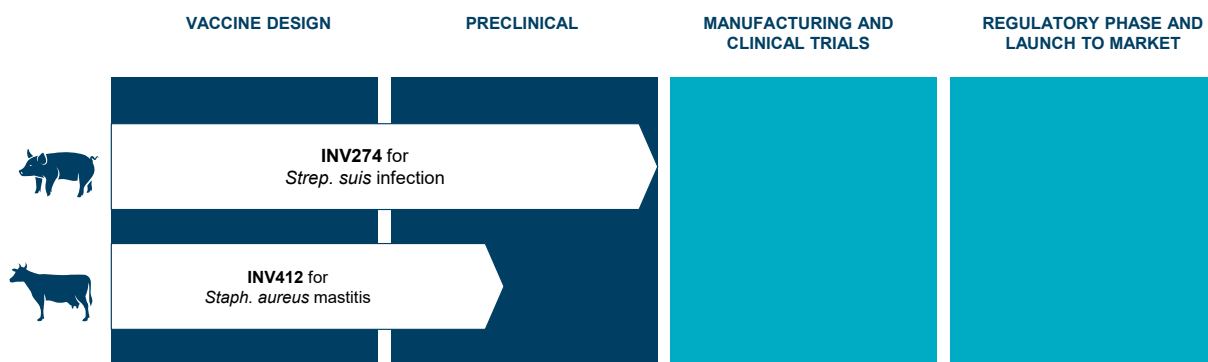 VACCINE DESIGN
PRECLINICAL
MANUFACTURING AND
CLINICAL TRIALS
REGULATORY PHASE AND
LAUNCH TO MARKET
INV274 for
Strep. suis infection
INV412 for
Staph. aureus mastitis